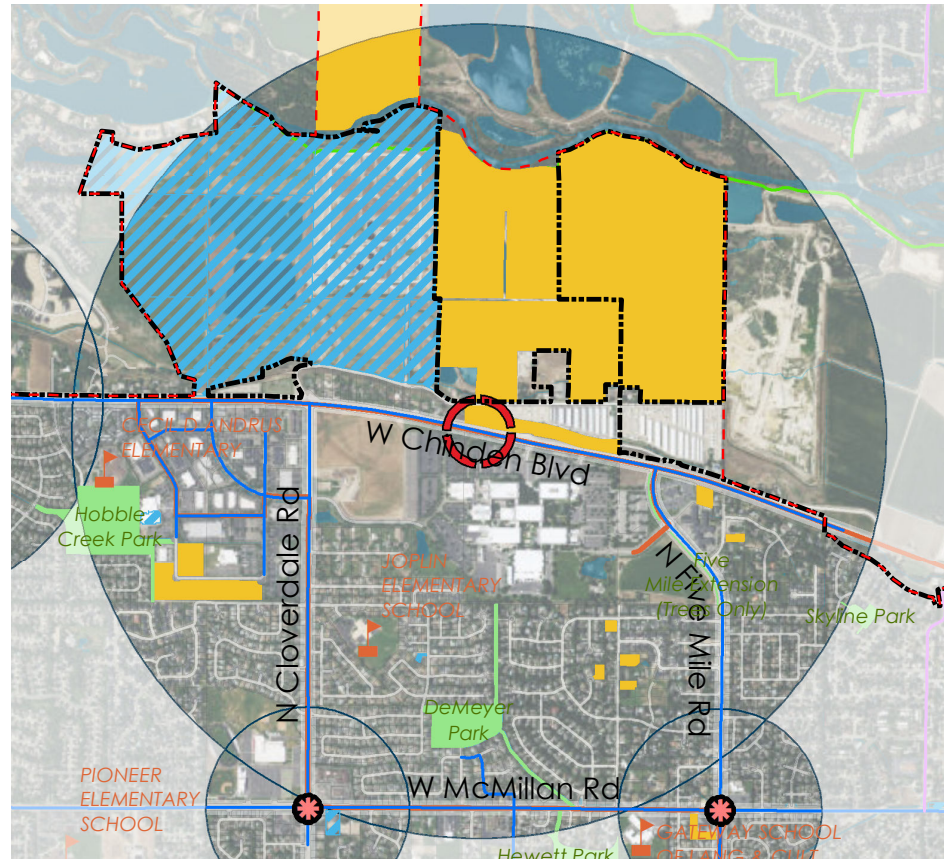 CECIL D ANDRUS
ELEMENTARY
W Chinden Blvd
Hobble
Creek Park
N Cloverdale Rd
JOPLIN
ELEMENTARY
SCHOOL
N Five Mile Rd
Five
Mile Extension
(Trees Only)
Skyline Park
DeMeyer
Park
PIONEER
ELEMENTARY
SCHOOL
W McMillan Rd
GATEWAY SCHOOL
Hewett Park